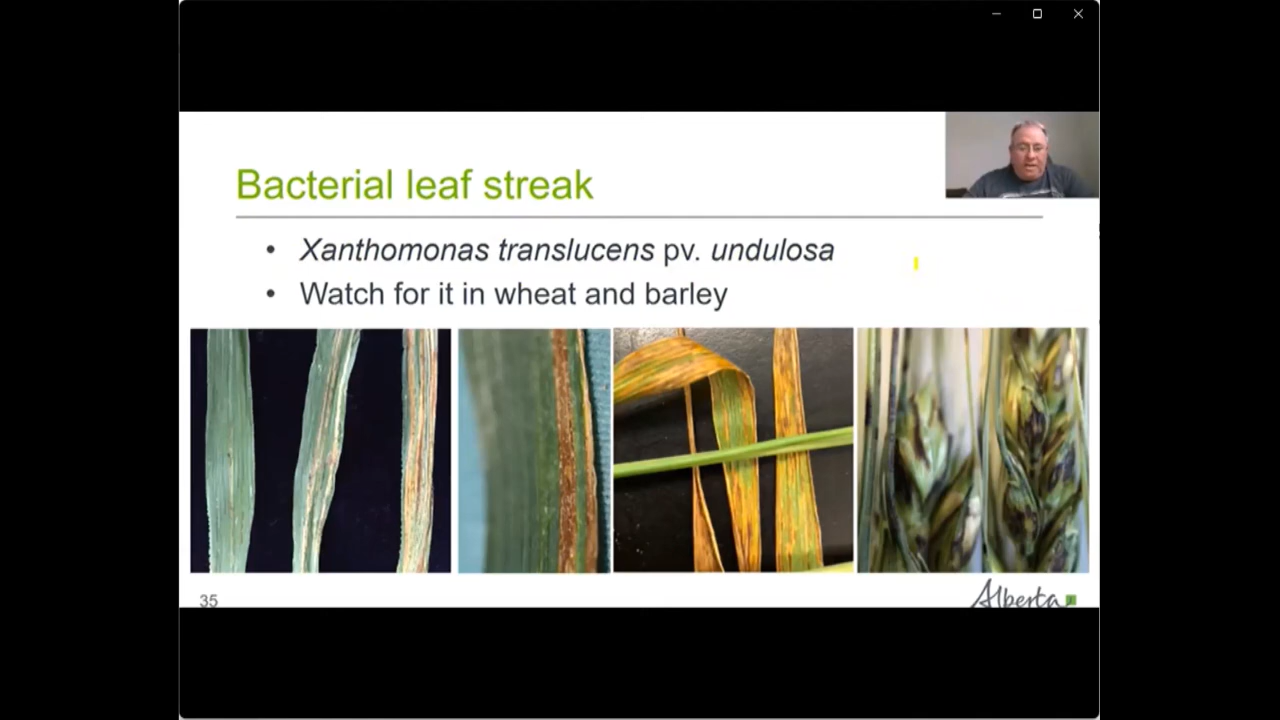 Bacterial leaf streak
• Xanthomonas translucens pv. undulosa
• Watch for it in wheat and barley
35
Alberta